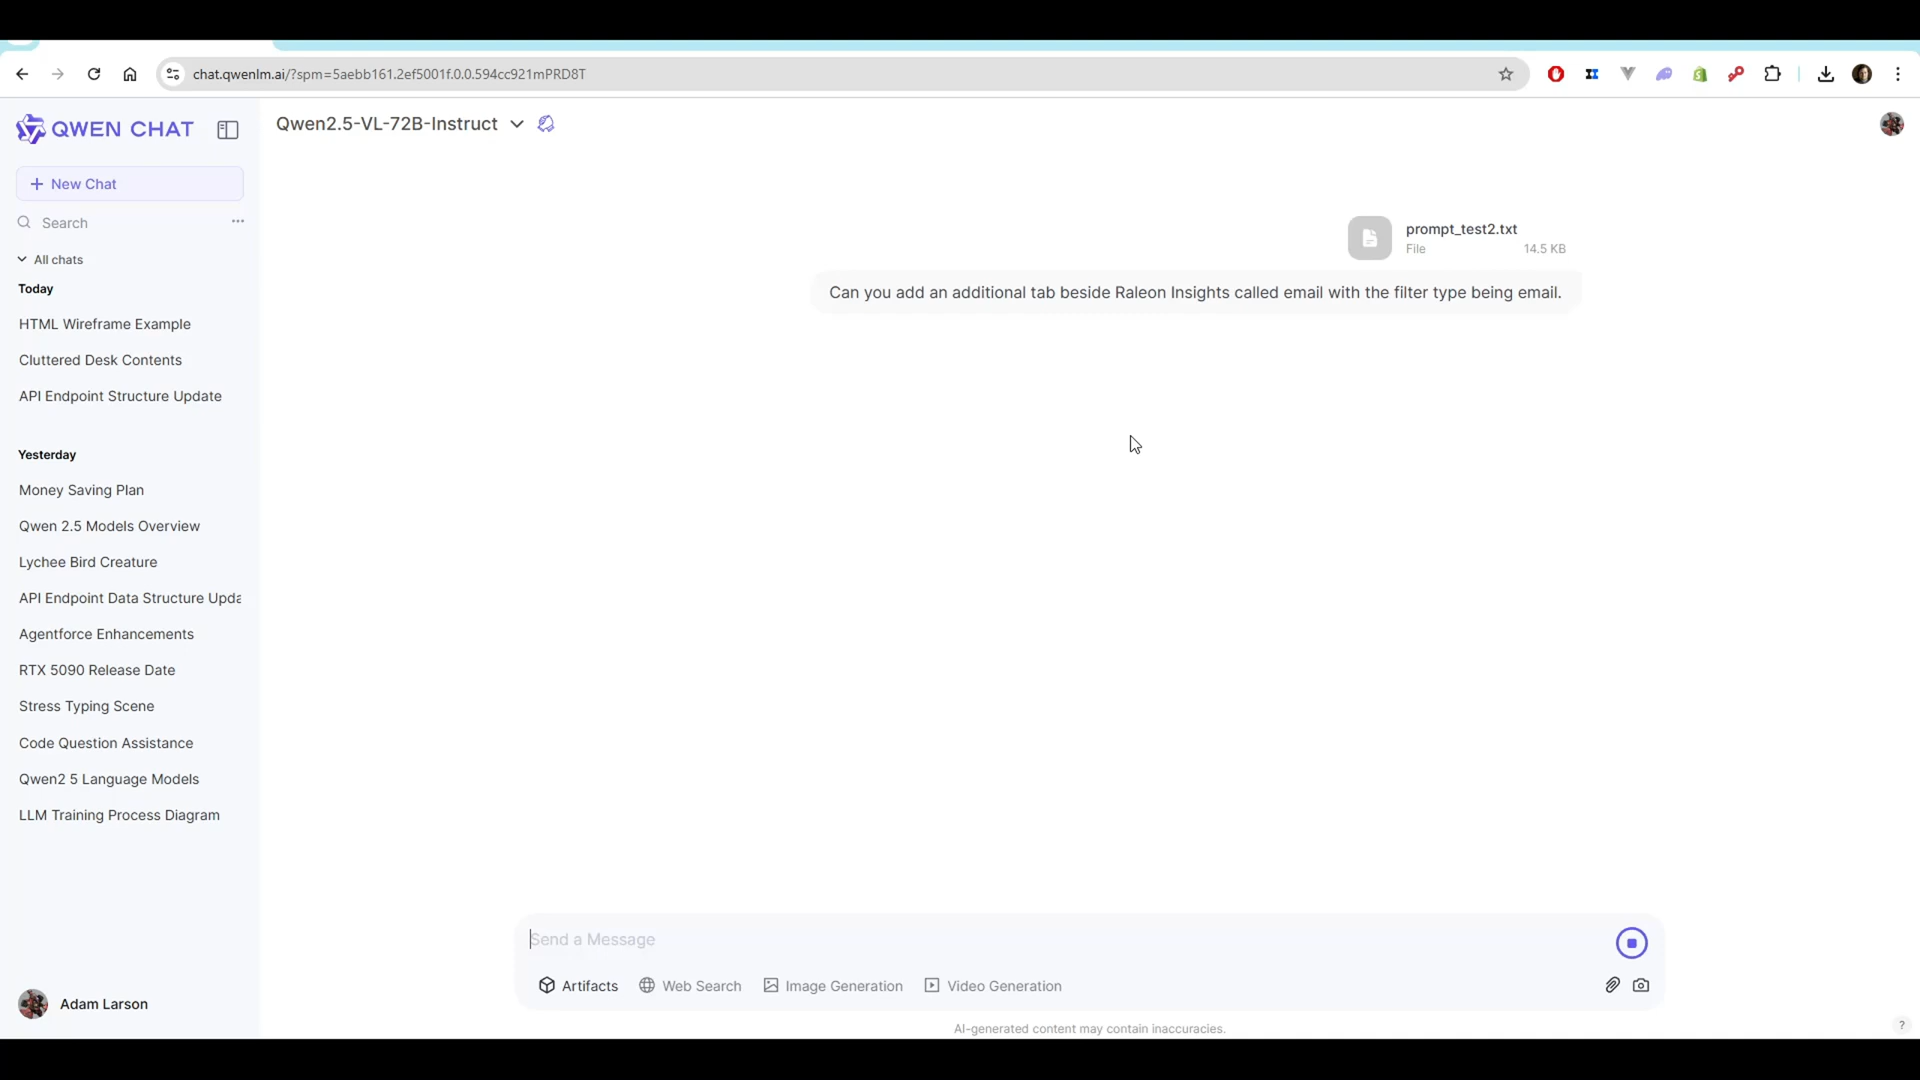 chat.qwenlm.ai/?spm=5aebb161.2ef5001f.0.0.594cc921mPRD8T
QWEN CHAT
Qwen2.5-VL-72B-Instruct
New Chat
Search
All chats
Today
HTML Wireframe Example
Cluttered Desk Contents
API Endpoint Structure Update
Yesterday
Money Saving Plan
Qwen 2.5 Models Overview
Lychee Bird Creature
API Endpoint Data Structure Upda
Agentforce Enhancements
RTX 5090 Release Date
Stress Typing Scene
Code Question Assistance
Qwen2 5 Language Models
LLM Training Process Diagram
Adam Larson
prompt_test2.txt
File 14.5 KB
Can you add an additional tab beside Raleon Insights called email with the filter type being email.
Send a Message
Artifacts Web Search Image Generation Video Generation
AI-generated content may contain inaccuracies.
?